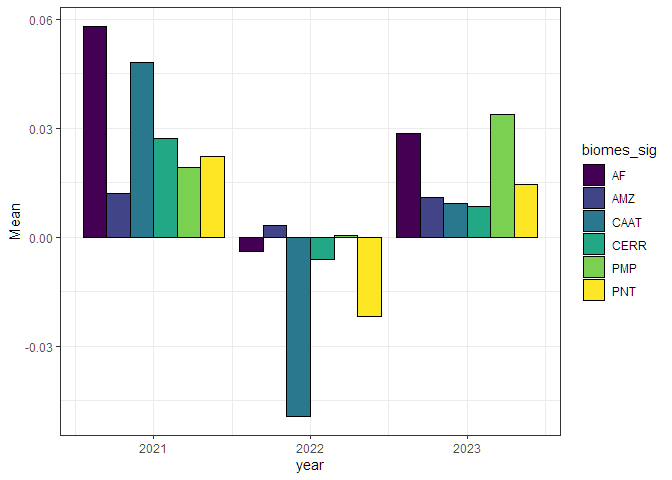 0.06
0.03
0.00
-0.03
Mean
2021
2022
2023
year
biomes_sig
AF
AMZ
CAAT
CERR
PMP
PNT